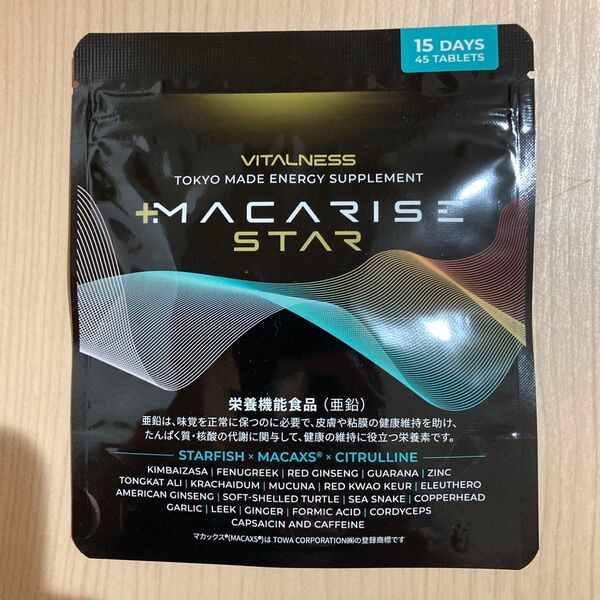 15 DAYS
45 TABLETS
VITALNESS
TOKYO MADE ENERGY SUPPLEMENT
+MACARISE
STAR
栄養機能食品（亜鉛）
亜鉛は、味覚を正常に保つのに必要で、皮膚や粘膜の健康維持を助け、
たんぱく質・核酸の代謝に関与して、健康の維持に役立つ栄養素です。
STARFISH × MACAXS® × CITRULLINE
KIMBAIZASA | FENUGREEK | RED GINSENG | GUARANA | ZINC
TONGKAT ALI | KRACHAIDUM | MUCUNA | RED KWAO KEUR | ELEUTHERO
AMERICAN GINSENG | SOFT-SHELLED TURTLE | SEA SNAKE | COPPERHEAD
GARLIC | LEEK | GINGER | FORMIC ACID | CORDYCEPS
CAPSAICIN AND CAFFEINE
マカックス®(MACAXS®)は TOWA CORPORATION㈱の登録商標です